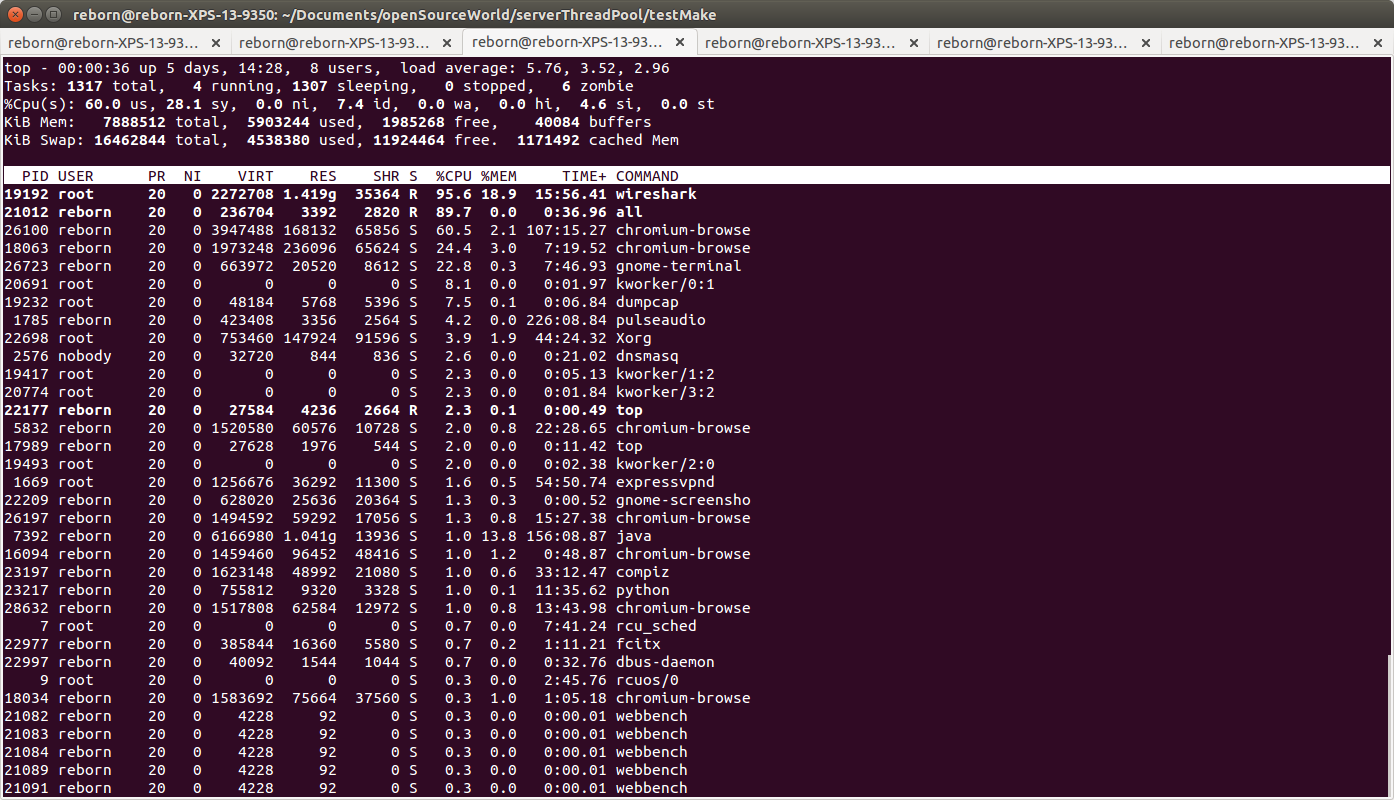 reborn@reborn-XPS-13-9350: ~/Documents/openSourceWorld/serverThreadPool/testMake
reborn@reborn-XPS-13-93... × reborn@reborn-XPS-13-93... × reborn@reborn-XPS-13-93... × reborn@reborn-XPS-13-93... × reborn@reborn-XPS-13-93... × reborn@reborn-XPS-13-93... ×
top - 00:00:36 up 5 days, 14:28,  8 users,  load average: 5.76, 3.52, 2.96
Tasks: 1317 total,   4 running, 1307 sleeping,   0 stopped,   6 zombie
%Cpu(s): 60.0 us, 28.1 sy,  0.0 ni,  7.4 id,  0.0 wa,  0.0 hi,  4.6 si,  0.0 st
KiB Mem:   7888512 total,  5903244 used,  1985268 free,    40084 buffers
KiB Swap: 16462844 total,  4538380 used, 11924464 free.  1171492 cached Mem
  PID USER      PR  NI    VIRT    RES    SHR S  %CPU %MEM     TIME+ COMMAND
19192 root      20   0 2272708 1.419g  35364 R  95.6 18.9  15:56.41 wireshark
21012 reborn    20   0  236704   3392   2820 R  89.7  0.0   0:36.96 all
26100 reborn    20   0 3947488 168132  65856 S  60.5  2.1 107:15.27 chromium-browse
18063 reborn    20   0 1973248 236096  65624 S  24.4  3.0   7:19.52 chromium-browse
26723 reborn    20   0  663972  20520   8612 S  22.8  0.3   7:46.93 gnome-terminal
20691 root      20   0       0      0      0 S   8.1  0.0   0:01.97 kworker/0:1
19232 root      20   0   48184   5768   5396 S   7.5  0.1   0:06.84 dumpcap
 1785 reborn    20   0  423408   3356   2564 S   4.2  0.0 226:08.84 pulseaudio
22698 root      20   0  753460 147924  91596 S   3.9  1.9  44:24.32 Xorg
 2576 nobody    20   0   32720    844    836 S   2.6  0.0   0:21.02 dnsmasq
19417 root      20   0       0      0      0 S   2.3  0.0   0:05.13 kworker/1:2
20774 root      20   0       0      0      0 S   2.3  0.0   0:01.84 kworker/3:2
22177 reborn    20   0   27584   4236   2664 R   2.3  0.1   0:00.49 top
 5832 reborn    20   0 1520580  60576  10728 S   2.0  0.8  22:28.65 chromium-browse
17989 reborn    20   0   27628   1976    544 S   2.0  0.0   0:11.42 top
19493 root      20   0       0      0      0 S   2.0  0.0   0:02.38 kworker/2:0
 1669 root      20   0 1256676  36292  11300 S   1.6  0.5  54:50.74 expressvpnd
22209 reborn    20   0  628020  25636  20364 S   1.3  0.3   0:00.52 gnome-screensho
26197 reborn    20   0 1494592  59292  17056 S   1.3  0.8  15:27.38 chromium-browse
 7392 reborn    20   0 6166980 1.041g  13936 S   1.0 13.8 156:08.87 java
16094 reborn    20   0 1459460  96452  48416 S   1.0  1.2   0:48.87 chromium-browse
23197 reborn    20   0 1623148  48992  21080 S   1.0  0.6  33:12.47 compiz
23217 reborn    20   0  755812   9320   3328 S   1.0  0.1  11:35.62 python
28632 reborn    20   0 1517808  62584  12972 S   1.0  0.8  13:43.98 chromium-browse
    7 root      20   0       0      0      0 S   0.7  0.0   7:41.24 rcu_sched
22977 reborn    20   0  385844  16360   5580 S   0.7  0.2   1:11.21 fcitx
22997 reborn    20   0   40092   1544   1044 S   0.7  0.0   0:32.76 dbus-daemon
    9 root      20   0       0      0      0 S   0.3  0.0   2:45.76 rcuos/0
18034 reborn    20   0 1583692  75664  37560 S   0.3  1.0   1:05.18 chromium-browse
21082 reborn    20   0    4228     92      0 S   0.3  0.0   0:00.01 webbench
21083 reborn    20   0    4228     92      0 S   0.3  0.0   0:00.01 webbench
21084 reborn    20   0    4228     92      0 S   0.3  0.0   0:00.01 webbench
21089 reborn    20   0    4228     92      0 S   0.3  0.0   0:00.01 webbench
21091 reborn    20   0    4228     92      0 S   0.3  0.0   0:00.01 webbench